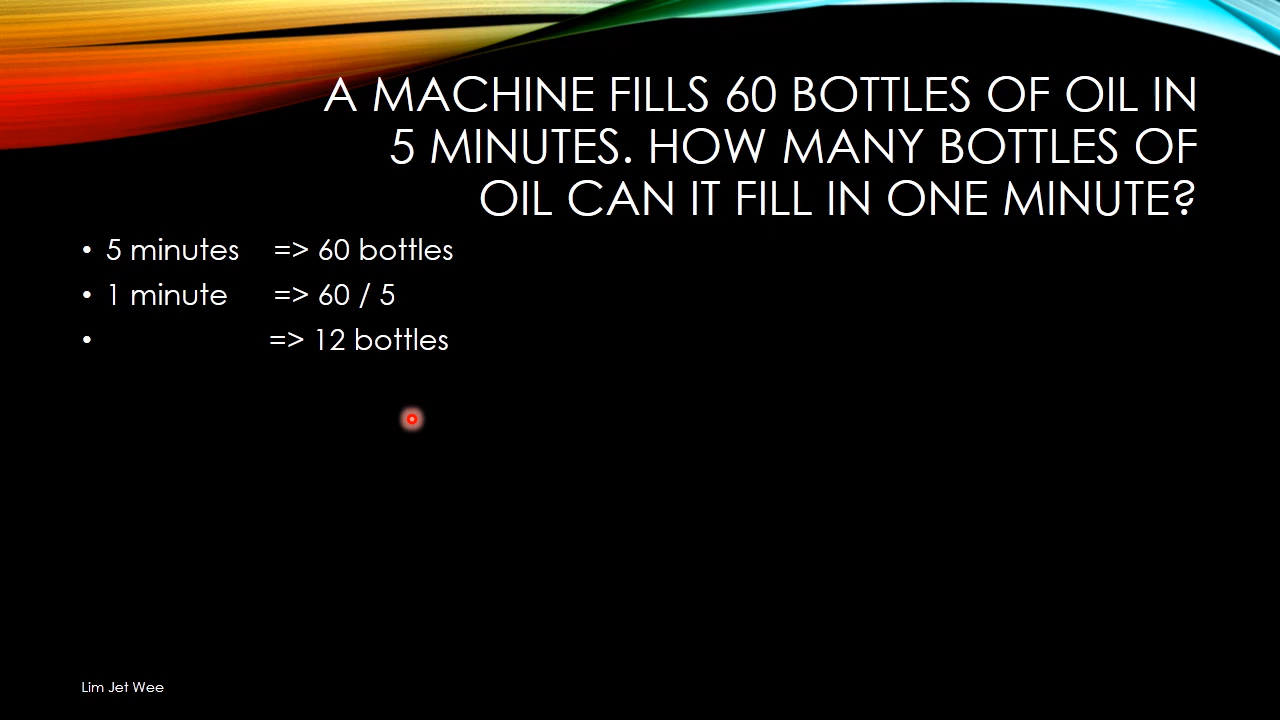 A MACHINE FILLS 60 BOTTLES OF OIL IN
5 MINUTES. HOW MANY BOTTLES OF
OIL CAN IT FILL IN ONE MINUTE?
• 5 minutes => 60 bottles
• 1 minute => 60 / 5
• => 12 bottles
Lim Jet Wee